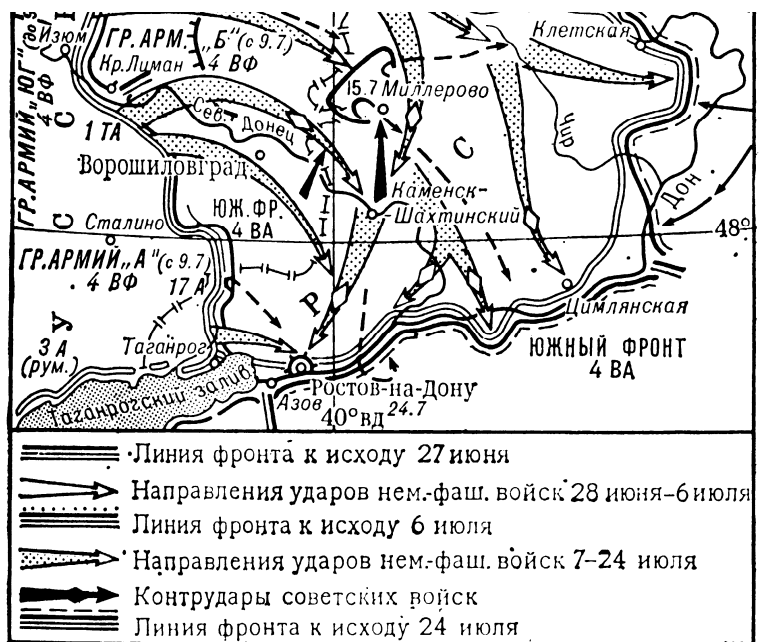 Изюм
(до 9.7)
ГР. АРМ. „Б" (с 9.7)
4 ВФ
Кр. Лиман
Клетская
15.7 Миллерово
Чир
Сев. Донец
1 ТА
Ворошиловград
ГР. АРМИЙ „ЮГ"
4 ВФ
С
С
С
Р
У
ЮЖ. ФР.
4 ВА
Каменск-
-Шахтинский
Дон
Сталино
48°
ГР. АРМИЙ „А" (с 9.7)
4 ВФ
17 А
Цимлянская
3 А
(рум.)
Таганрог
ЮЖНЫЙ ФРОНТ
4 ВА
Таганрогский залив
Азов
Ростов-на-Дону
40° вд
24.7
Линия фронта к исходу 27 июня
Направления ударов нем.-фаш. войск 28 июня–6 июля
Линия фронта к исходу 6 июля
Направления ударов нем.-фаш. войск 7–24 июля
Контрудары советских войск
Линия фронта к исходу 24 июля